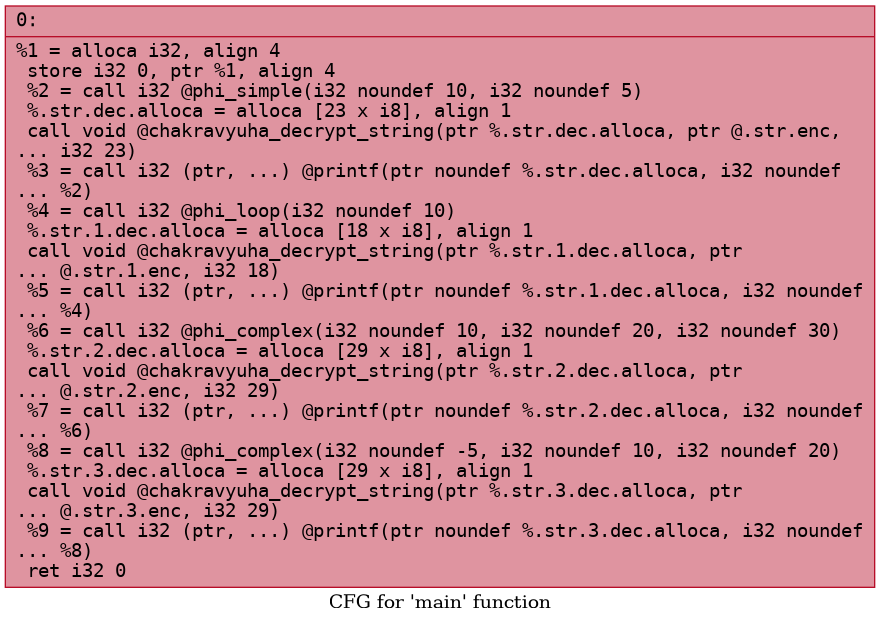 0:
%1 = alloca i32, align 4
store i32 0, ptr %1, align 4
%2 = call i32 @phi_simple(i32 noundef 10, i32 noundef 5)
%.str.dec.alloca = alloca [23 x i8], align 1
call void @chakravyuha_decrypt_string(ptr %.str.dec.alloca, ptr @.str.enc,
... i32 23)
%3 = call i32 (ptr, ...) @printf(ptr noundef %.str.dec.alloca, i32 noundef
... %2)
%4 = call i32 @phi_loop(i32 noundef 10)
%.str.1.dec.alloca = alloca [18 x i8], align 1
call void @chakravyuha_decrypt_string(ptr %.str.1.dec.alloca, ptr
... @.str.1.enc, i32 18)
%5 = call i32 (ptr, ...) @printf(ptr noundef %.str.1.dec.alloca, i32 noundef
... %4)
%6 = call i32 @phi_complex(i32 noundef 10, i32 noundef 20, i32 noundef 30)
%.str.2.dec.alloca = alloca [29 x i8], align 1
call void @chakravyuha_decrypt_string(ptr %.str.2.dec.alloca, ptr
... @.str.2.enc, i32 29)
%7 = call i32 (ptr, ...) @printf(ptr noundef %.str.2.dec.alloca, i32 noundef
... %6)
%8 = call i32 @phi_complex(i32 noundef -5, i32 noundef 10, i32 noundef 20)
%.str.3.dec.alloca = alloca [29 x i8], align 1
call void @chakravyuha_decrypt_string(ptr %.str.3.dec.alloca, ptr
... @.str.3.enc, i32 29)
%9 = call i32 (ptr, ...) @printf(ptr noundef %.str.3.dec.alloca, i32 noundef
... %8)
ret i32 0
CFG for 'main' function